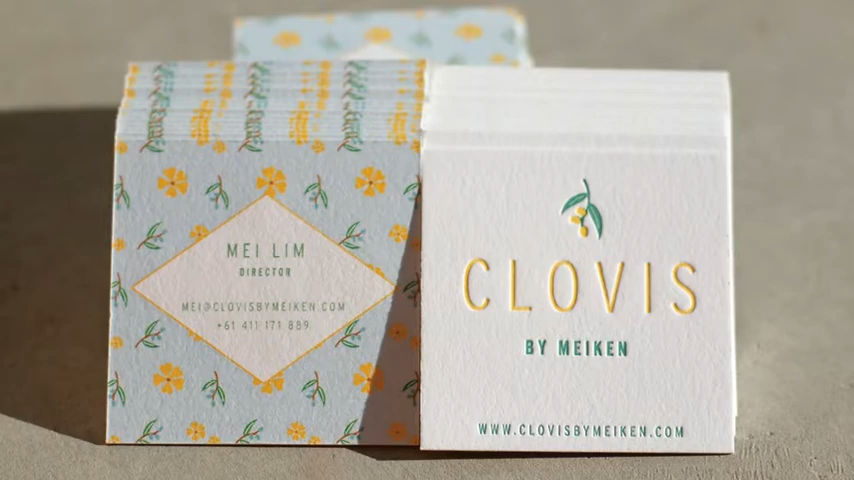 MEI LIM
DIRECTOR
MEI@CLOVISBYMEIKEN.COM
+61 411 171 889
CLOVIS
BY MEIKEN
WWW.CLOVISBYMEIKEN.COM